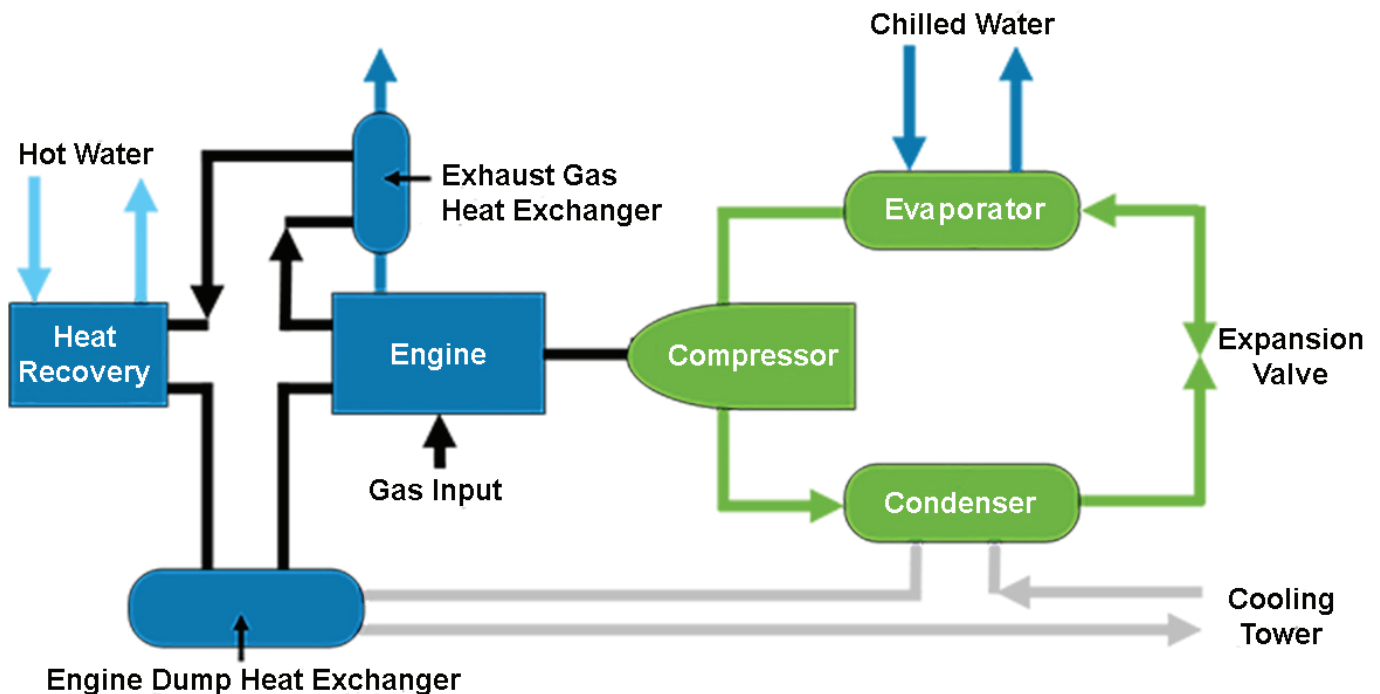 Chilled Water
Hot Water
Exhaust Gas
Heat Exchanger
Evaporator
Heat
Recovery
Engine
Compressor
Expansion
Valve
Gas Input
Condenser
Cooling
Tower
Engine Dump Heat Exchanger